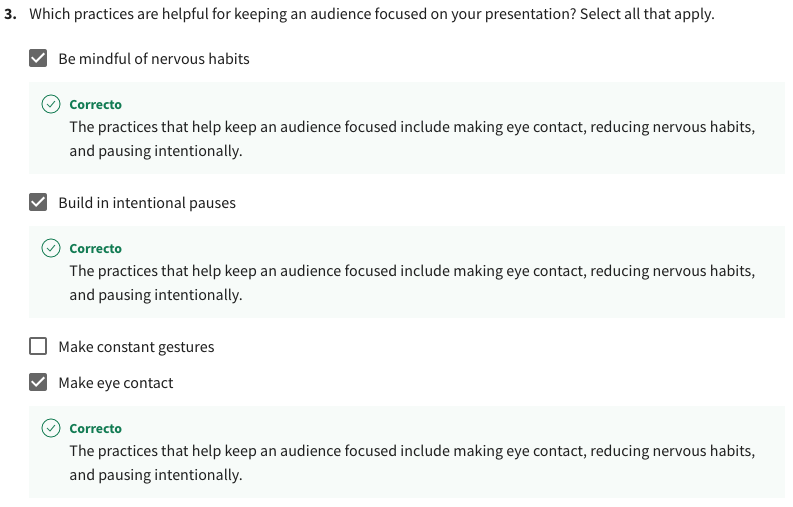 3. Which practices are helpful for keeping an audience focused on your presentation? Select all that apply.
Be mindful of nervous habits
Correcto
The practices that help keep an audience focused include making eye contact, reducing nervous habits,
and pausing intentionally.
Build in intentional pauses
Correcto
The practices that help keep an audience focused include making eye contact, reducing nervous habits,
and pausing intentionally.
Make constant gestures
Make eye contact
Correcto
The practices that help keep an audience focused include making eye contact, reducing nervous habits,
and pausing intentionally.